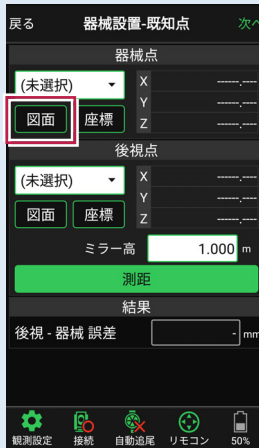 戻る 器械設置-既知点 次へ
器械点
(未選択) X -----.---
Y -----.---
図面 座標 Z -----.---
後視点
(未選択) X -----.---
Y -----.---
図面 座標 Z -----.---
ミラー高 1.000 m
測距
結果
後視 - 器械 誤差 - mm
観測設定 接続 自動追尾 リモコン 50%